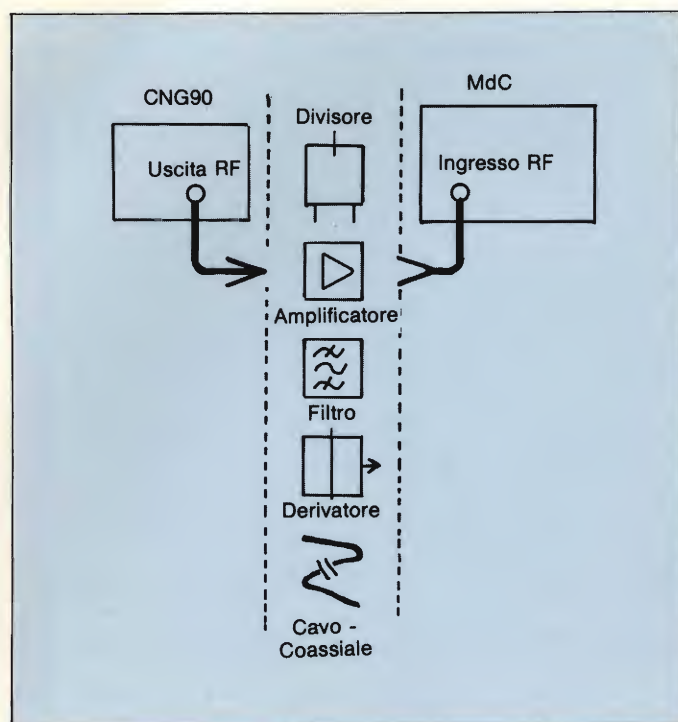 CNG90
MdC
Divisore
Uscita RF
Ingresso RF
Amplificatore
Filtro
Derivatore
Cavo -
Coassiale